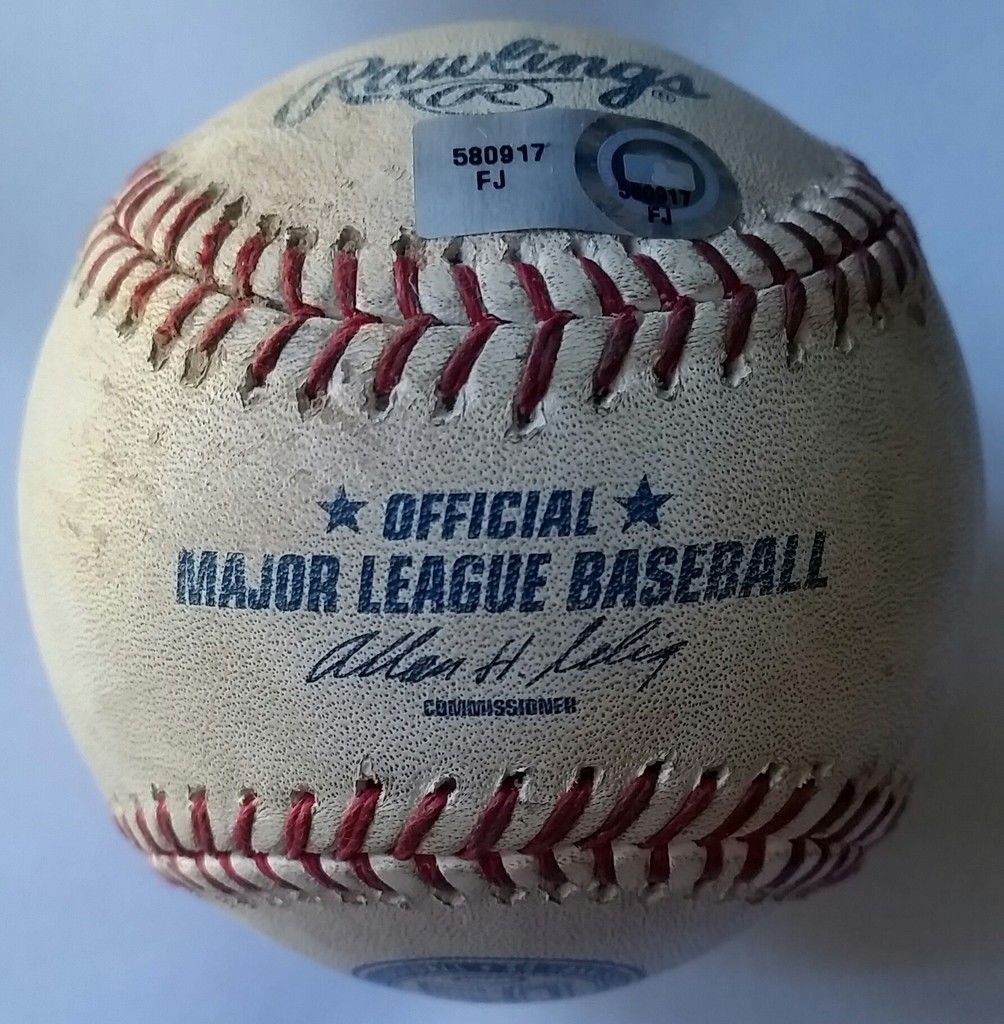 Rawlings
R
580917
FJ
580917
FJ
OFFICIAL
MAJOR LEAGUE BASEBALL
Allan H. Selig
COMMISSIONER